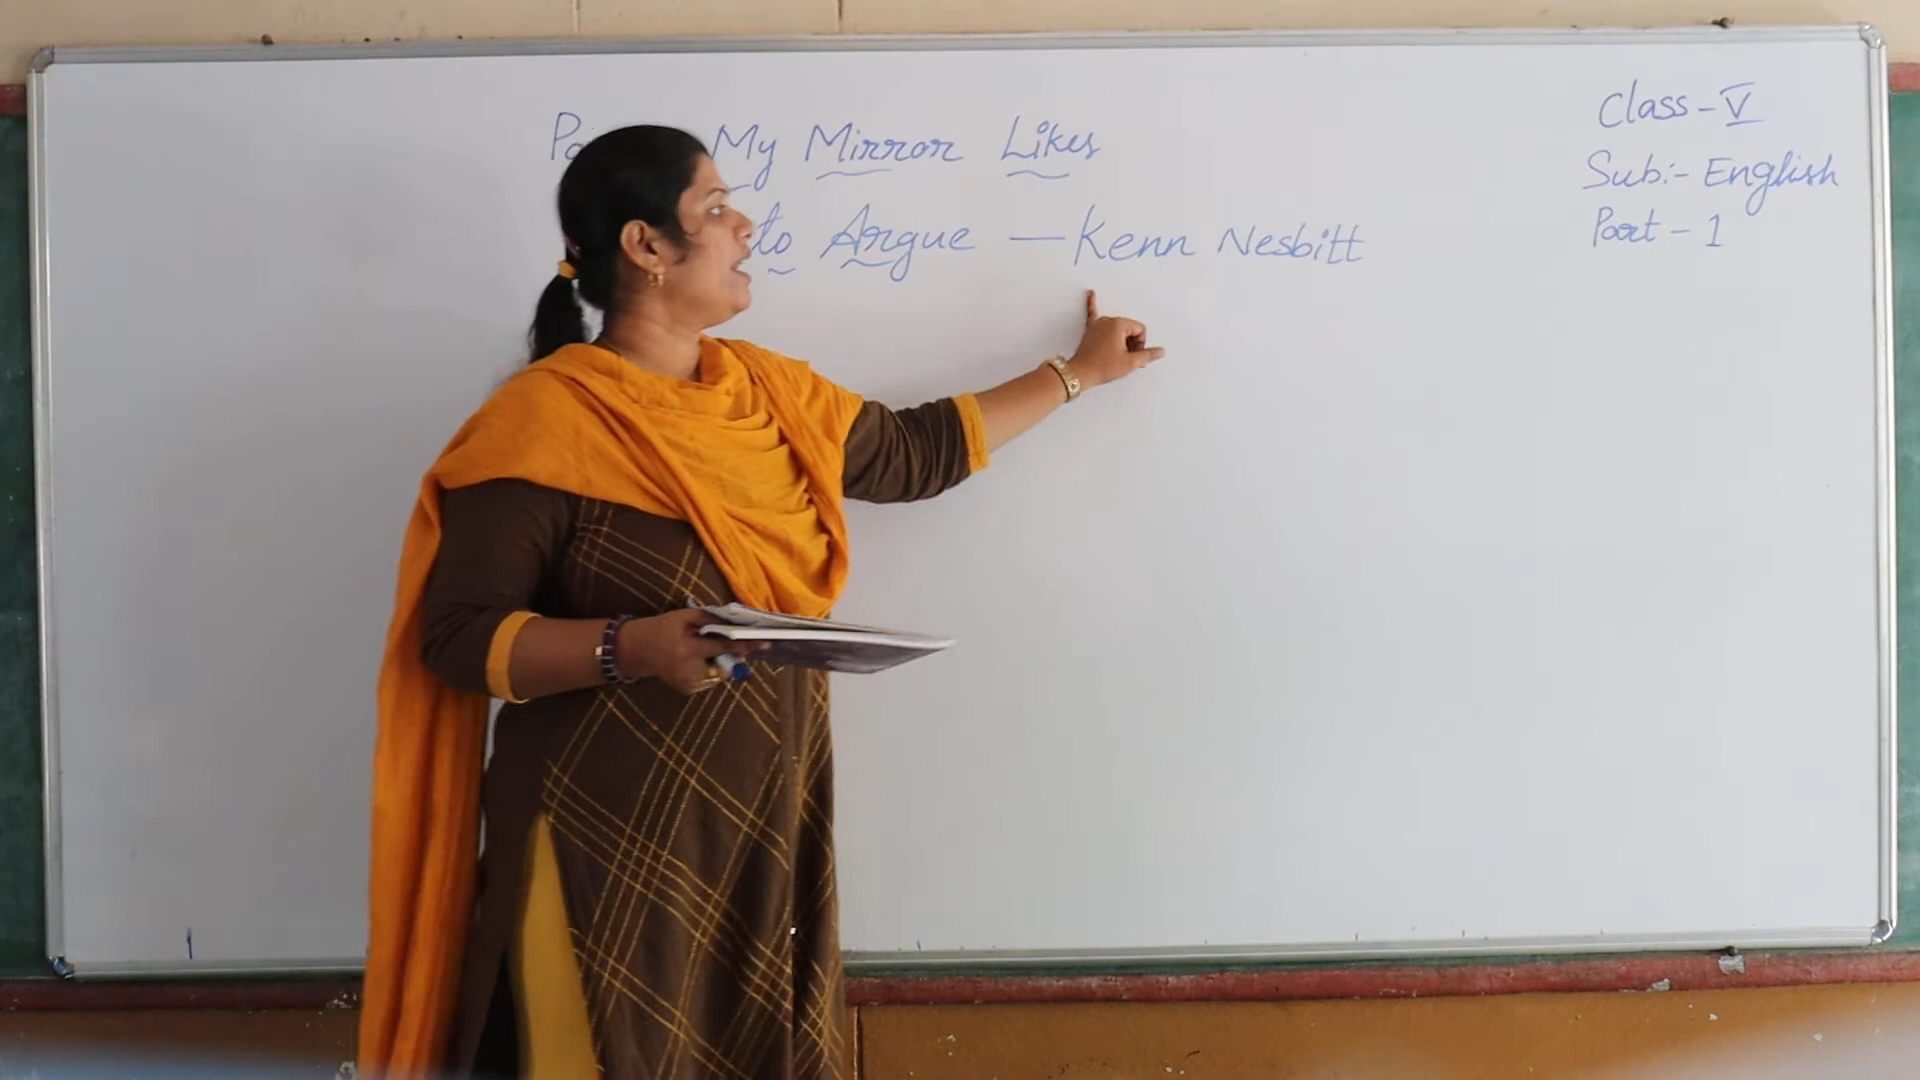 My Mirror Likes
to Argue — Kenn Nesbitt
Class - V
Sub:- English
Part - 1